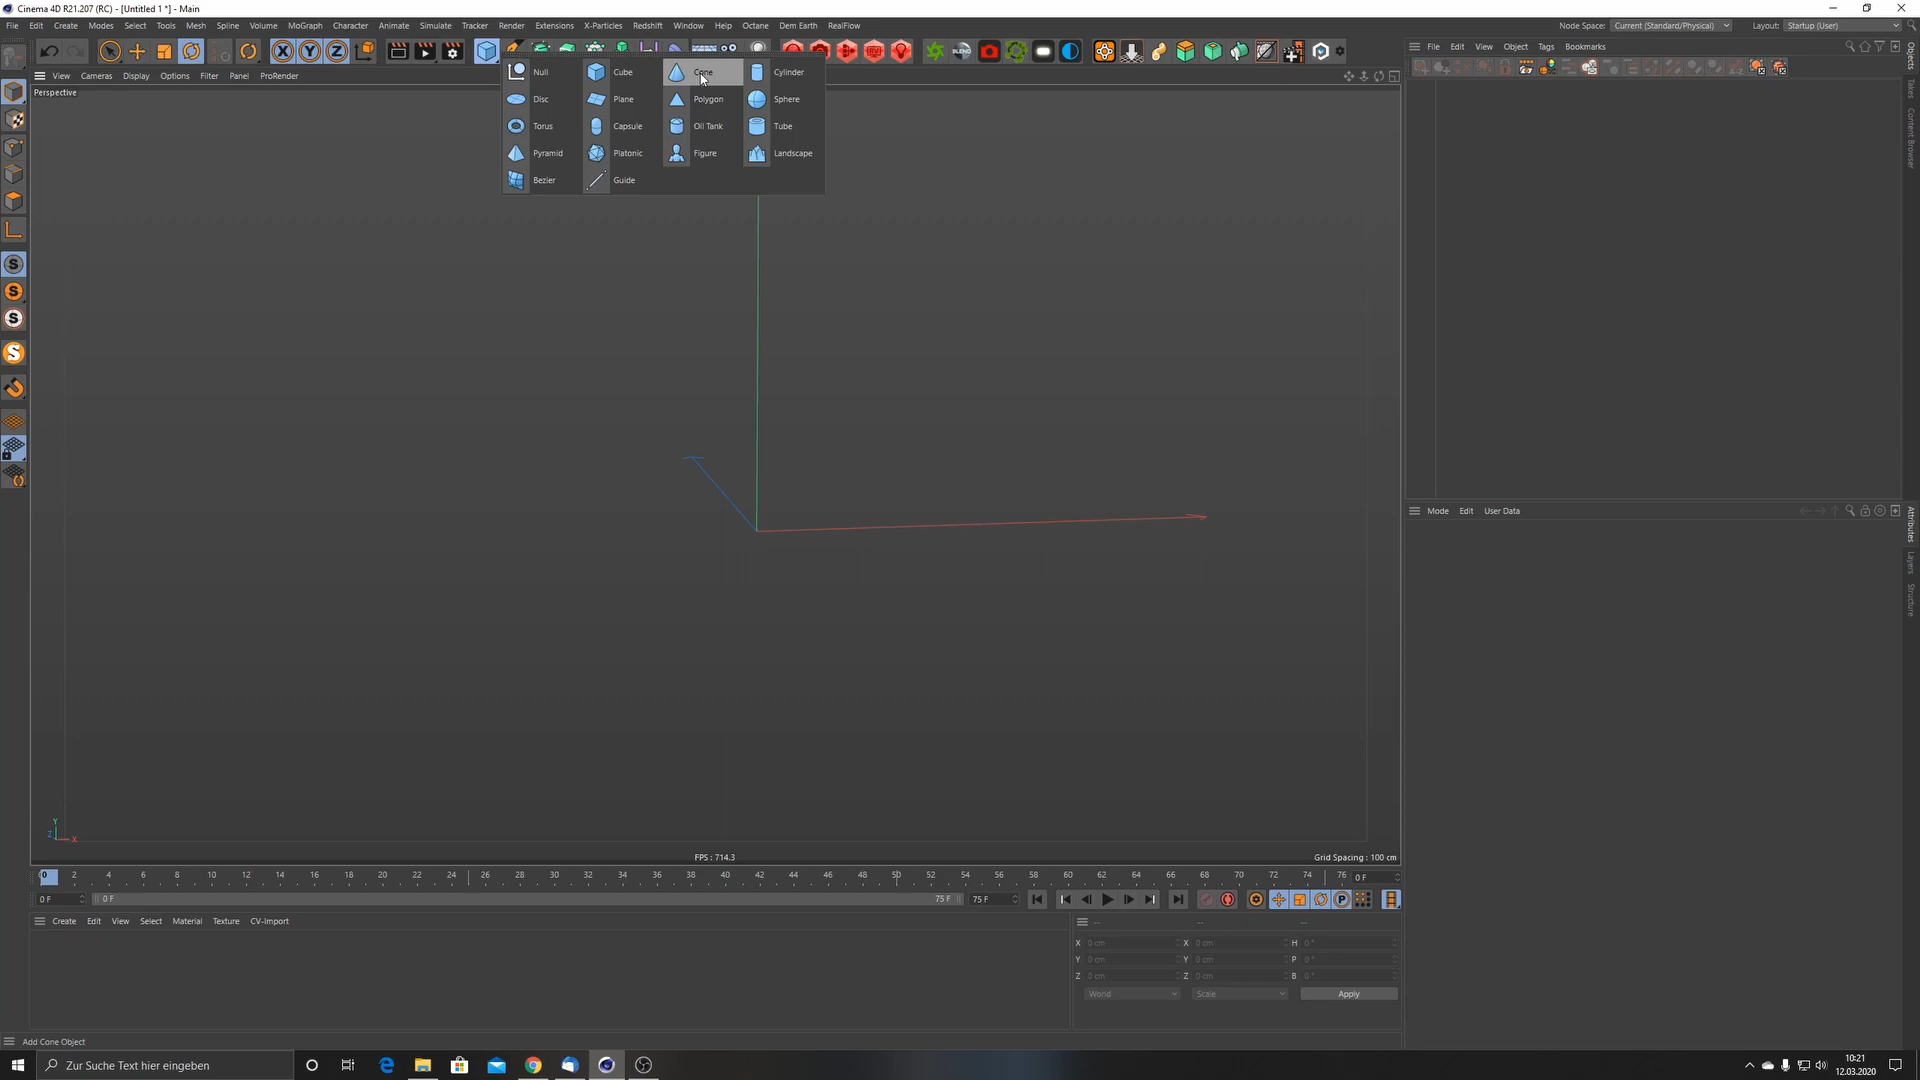 Cinema 4D R21.207 (RC) - [Untitled 1 *] - Main
File Edit Create Modes Select Tools Mesh Spline Volume MoGraph Character Animate Simulate Tracker Render Extensions X-Particles Redshift Window Help Octane Dem Earth RealFlow
Node Space: Current (Standard/Physical) Layout: Startup (User)
X Y Z
File Edit View Object Tags Bookmarks
View Cameras Display Options Filter Panel ProRender
Perspective
Null Cube Cone Cylinder
Disc Plane Polygon Sphere
Torus Capsule Oil Tank Tube
Pyramid Platonic Figure Landscape
Bezier Guide
Objects
Takes
Content Browser
Mode Edit User Data
Attributes
Layers
Structure
Y
Z X
FPS : 714.3
Grid Spacing : 100 cm
0 2 4 6 8 10 12 14 16 18 20 22 24 26 28 30 32 34 36 38 40 42 44 46 48 50 52 54 56 58 60 62 64 66 68 70 72 74 76 0 F
0 F 0 F 75 F 75 F
Create Edit View Select Material Texture CV-Import
-- -- --
X 0 cm X 0 cm H 0 °
Y 0 cm Y 0 cm P 0 °
Z 0 cm Z 0 cm B 0 °
World Scale Apply
Add Cone Object
Zur Suche Text hier eingeben
10:21
12.03.2020